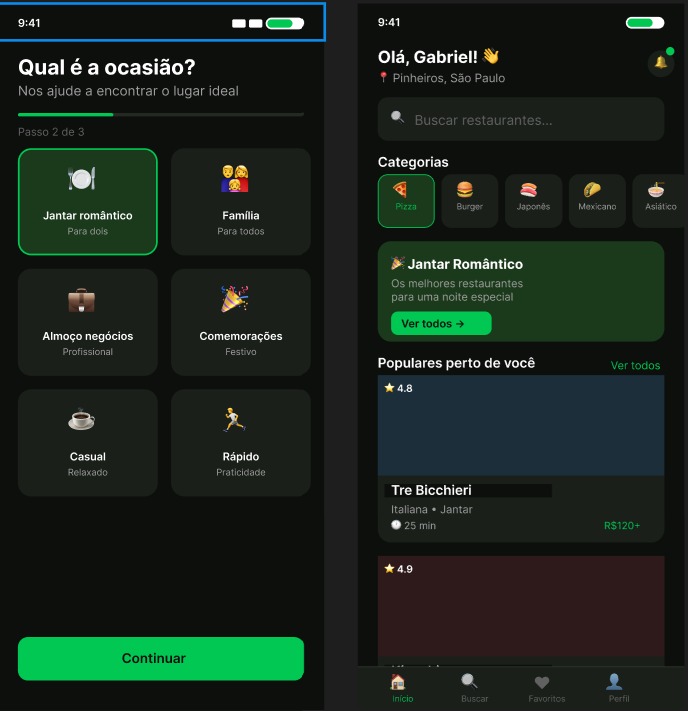 9:41
Qual é a ocasião?
Nos ajude a encontrar o lugar ideal
Passo 2 de 3
Jantar romântico
Para dois
Família
Para todos
Almoço negócios
Profissional
Comemorações
Festivo
Casual
Relaxado
Rápido
Praticidade
Continuar
9:41
Olá, Gabriel! 👋
📍 Pinheiros, São Paulo
Buscar restaurantes...
Categorias
Pizza
Burger
Japonês
Mexicano
Asiático
🎉 Jantar Romântico
Os melhores restaurantes
para uma noite especial
Ver todos →
Populares perto de você
Ver todos
⭐ 4.8
Tre Bicchieri
Italiana • Jantar
🕒 25 min
R$120+
⭐ 4.9
Início
Buscar
Favoritos
Perfil